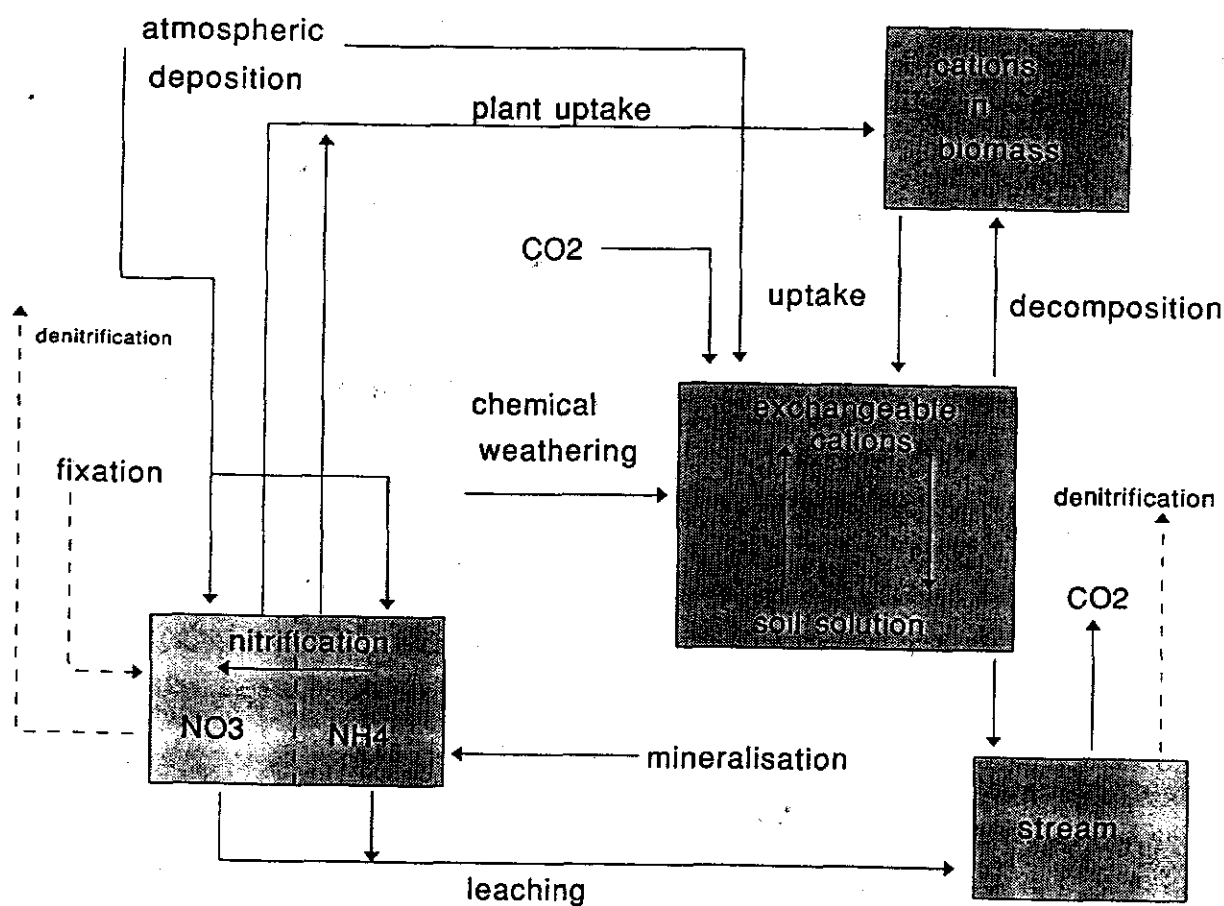 atmospheric
deposition
cations
n
biomass
plant uptake
CO2
uptake
decomposition
denitrification
chemical
weathering
exchangeable
cations
fixation
denitrification
CO2
soil solution
nitrification
NO3
NH4
mineralisation
stream
leaching